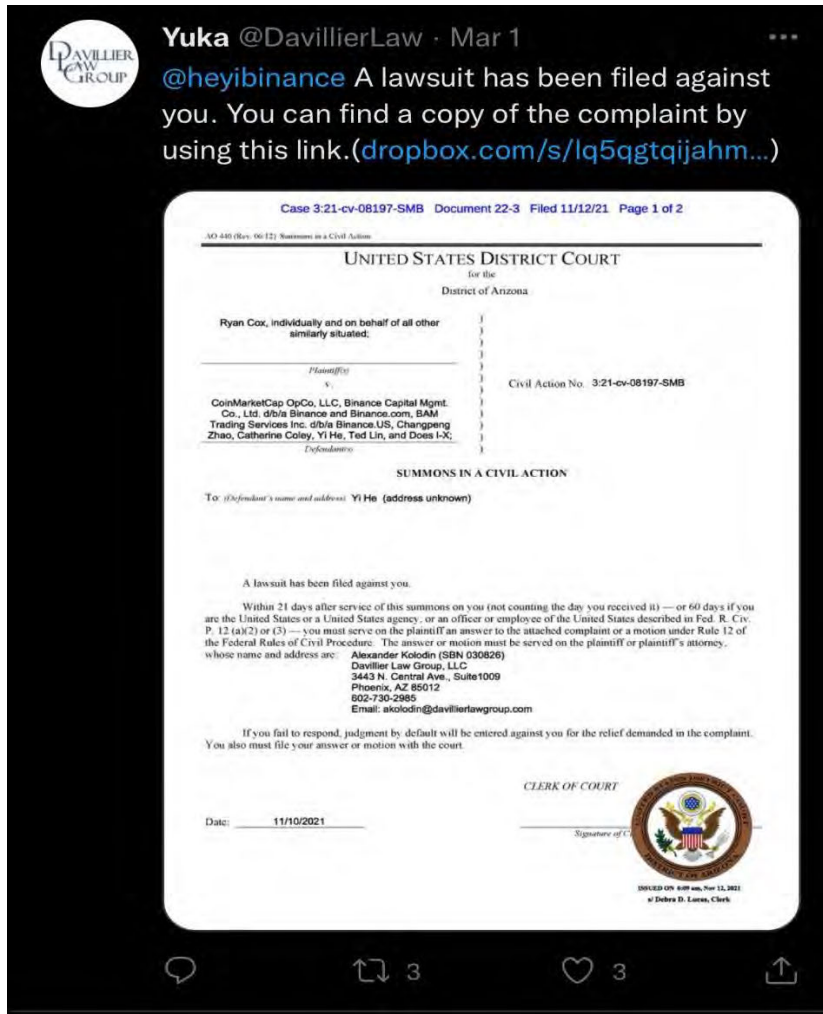 DAVILLIER
LAW
GROUP
Yuka @DavillierLaw · Mar 1
@heyibinance A lawsuit has been filed against
you. You can find a copy of the complaint by
using this link.(dropbox.com/s/lq5qgtqijahm...)
Case 3:21-cv-08197-SMB Document 22-3 Filed 11/12/21 Page 1 of 2
AO 440 (Rev. 06/12) Summons in a Civil Action
UNITED STATES DISTRICT COURT
for the
District of Arizona
Ryan Cox, individually and on behalf of all other
similarly situated;
Plaintiff(s)
v.
Civil Action No. 3:21-cv-08197-SMB
CoinMarketCap OpCo, LLC, Binance Capital Mgmt.
Co., Ltd. d/b/a Binance and Binance.com, BAM
Trading Services Inc. d/b/a Binance.US, Changpeng
Zhao, Catherine Coley, Yi He, Ted Lin, and Does I-X;
Defendant(s)
SUMMONS IN A CIVIL ACTION
To: (Defendant's name and address) Yi He (address unknown)
A lawsuit has been filed against you.
Within 21 days after service of this summons on you (not counting the day you received it) — or 60 days if you
are the United States or a United States agency, or an officer or employee of the United States described in Fed. R. Civ.
P. 12 (a)(2) or (3) — you must serve on the plaintiff an answer to the attached complaint or a motion under Rule 12 of
the Federal Rules of Civil Procedure. The answer or motion must be served on the plaintiff or plaintiff's attorney,
whose name and address are: Alexander Kolodin (SBN 030826)
Davillier Law Group, LLC
3443 N. Central Ave., Suite1009
Phoenix, AZ 85012
602-730-2985
Email: akolodin@davillierlawgroup.com
If you fail to respond, judgment by default will be entered against you for the relief demanded in the complaint.
You also must file your answer or motion with the court.
CLERK OF COURT
Date: 11/10/2021
Signature of C
ISSUED ON 6:09 am, Nov 12, 2021
s/ Debra D. Lucas, Clerk
3 3